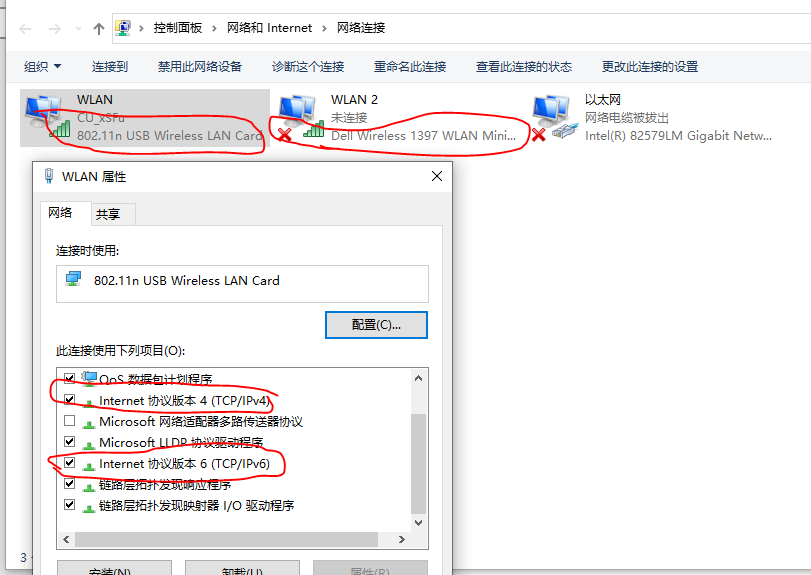 控制面板 › 网络和 Internet › 网络连接
组织 连接到 禁用此网络设备 诊断这个连接 重命名此连接 查看此连接的状态 更改此连接的设置
WLAN
CU_xSFu
802.11n USB Wireless LAN Card
WLAN 2
未连接
Dell Wireless 1397 WLAN Mini...
以太网
网络电缆被拔出
Intel(R) 82579LM Gigabit Netw...
WLAN 属性
网络 共享
连接时使用:
802.11n USB Wireless LAN Card
配置(C)...
此连接使用下列项目(O):
QoS 数据包计划程序
Internet 协议版本 4 (TCP/IPv4)
Microsoft 网络适配器多路传送器协议
Microsoft LLDP 协议驱动程序
Internet 协议版本 6 (TCP/IPv6)
链路层拓扑发现响应程序
链路层拓扑发现映射器 I/O 驱动程序
安装(N)... 卸载(U) 属性(R)
3